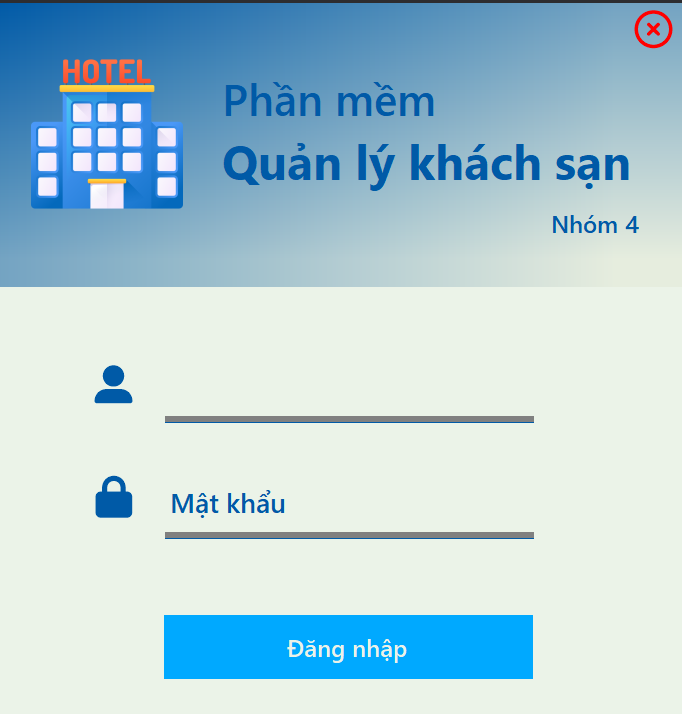 HOTEL
Phần mềm
Quản lý khách sạn
Nhóm 4
Mật khẩu
Đăng nhập